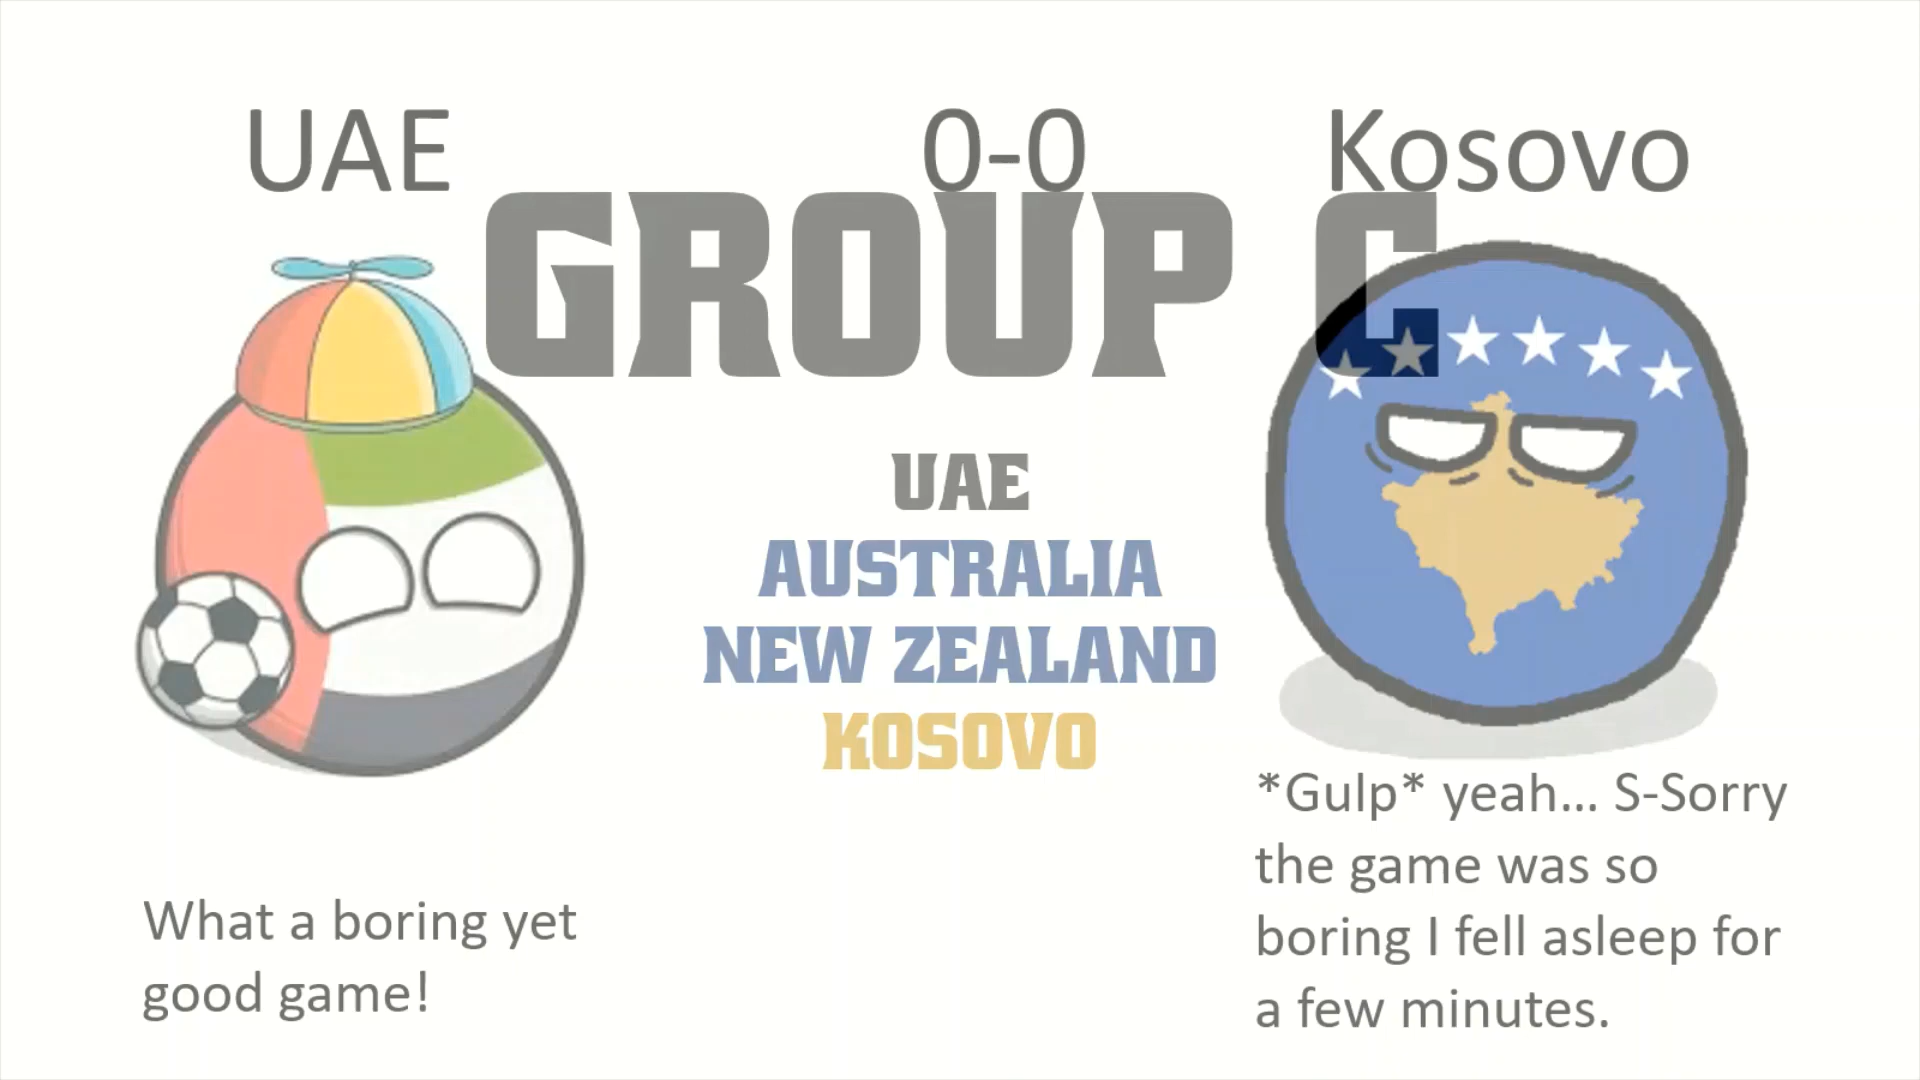 UAE
0-0
Kosovo
GROUP C
UAE
AUSTRALIA
NEW ZEALAND
KOSOVO
What a boring yet
good game!
*Gulp* yeah... S-Sorry
the game was so
boring I fell asleep for
a few minutes.